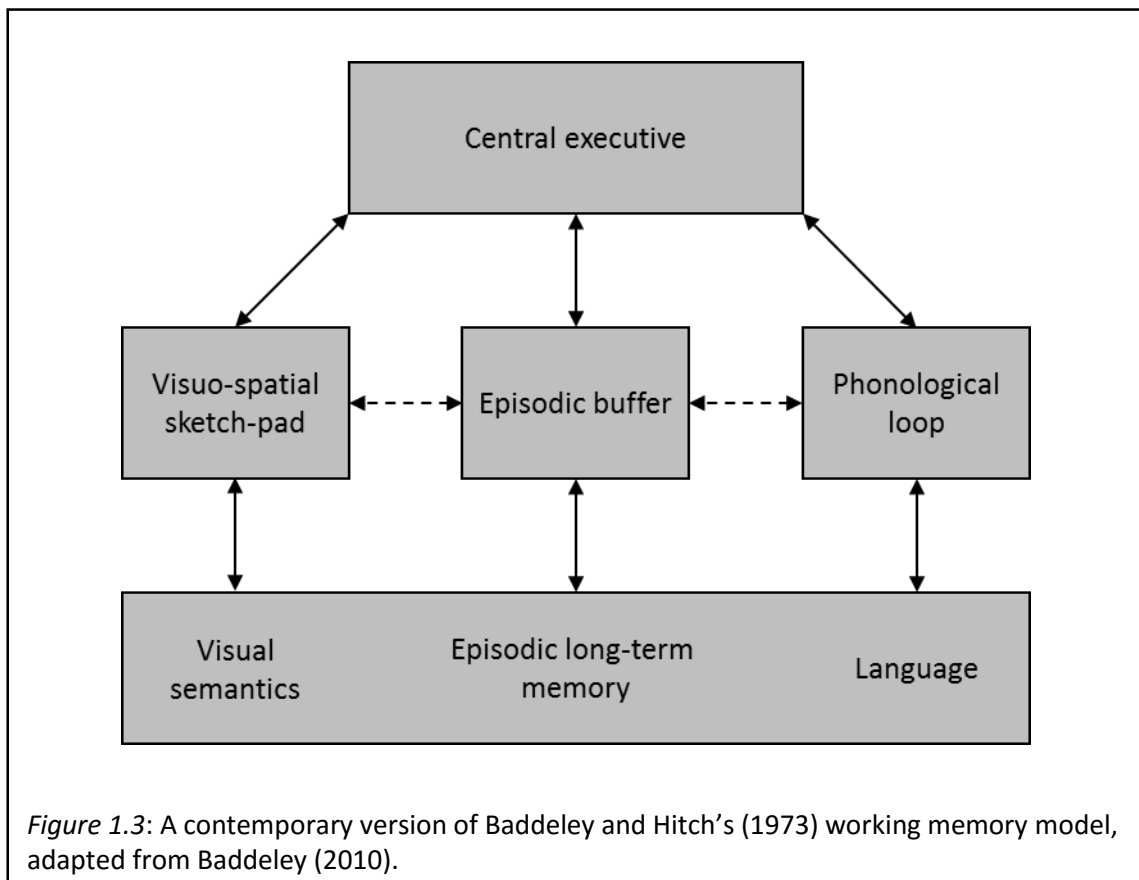 Central executive
Visuo-spatial
sketch-pad
Episodic buffer
Phonological
loop
Visual
semantics
Episodic long-term
memory
Language
Figure 1.3: A contemporary version of Baddeley and Hitch’s (1973) working memory model,
adapted from Baddeley (2010).